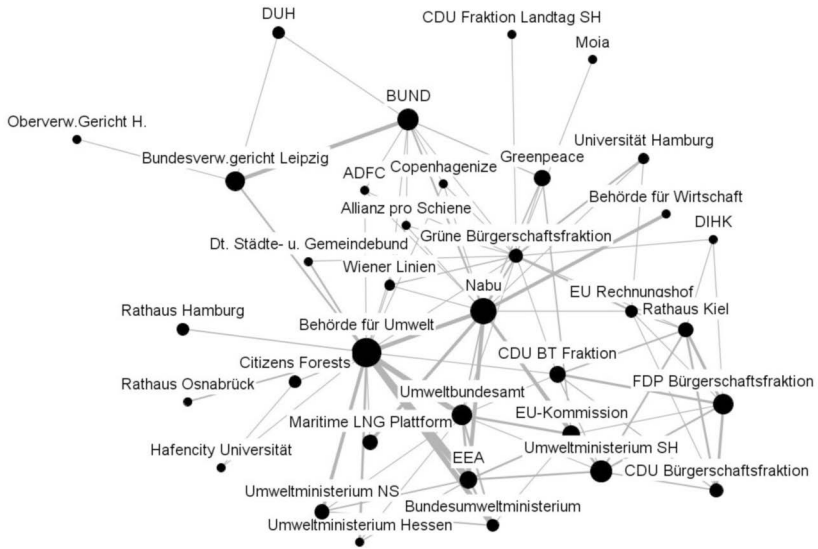 DUH
CDU Fraktion Landtag SH
Moia
BUND
Oberverw.Gericht H.
Universität Hamburg
Bundesverw.gericht Leipzig
Greenpeace
ADFC
Copenhagenize
Behörde für Wirtschaft
Allianz pro Schiene
DIHK
Grüne Bürgerschaftsfraktion
Dt. Städte- u. Gemeindebund
Wiener Linien
Nabu
EU Rechnungshof
Rathaus Hamburg
Rathaus Kiel
Behörde für Umwelt
CDU BT Fraktion
Citizens Forests
Rathaus Osnabrück
FDP Bürgerschaftsfraktion
Umweltbundesamt
EU-Kommission
Maritime LNG Plattform
Hafencity Universität
Umweltministerium SH
EEA
CDU Bürgerschaftsfraktion
Umweltministerium NS
Bundesumweltministerium
Umweltministerium Hessen